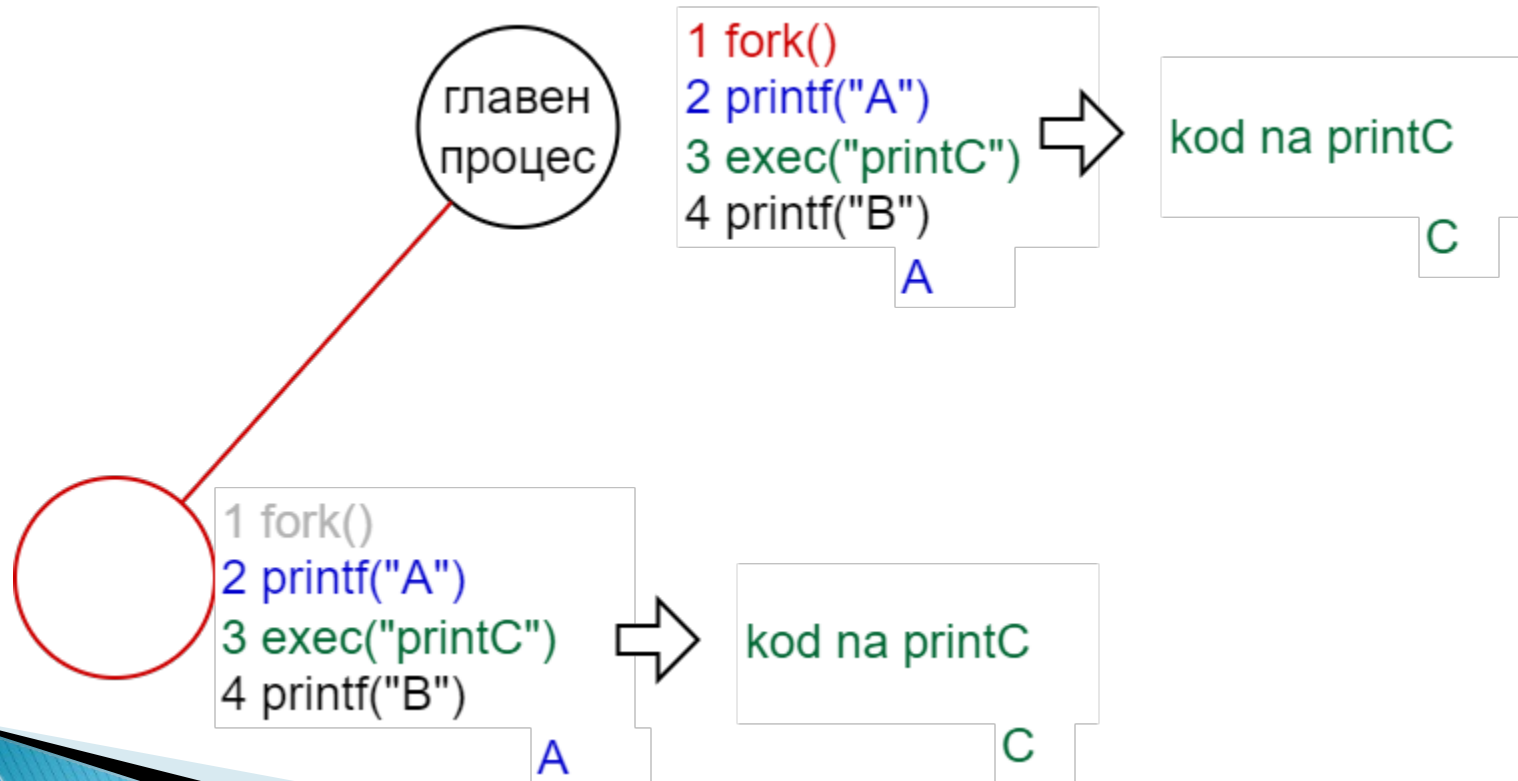 главен
процес
1 fork()
2 printf("A")
3 exec("printC")
4 printf("B")
A
kod na printC
C
1 fork()
2 printf("A")
3 exec("printC")
4 printf("B")
A
kod na printC
C